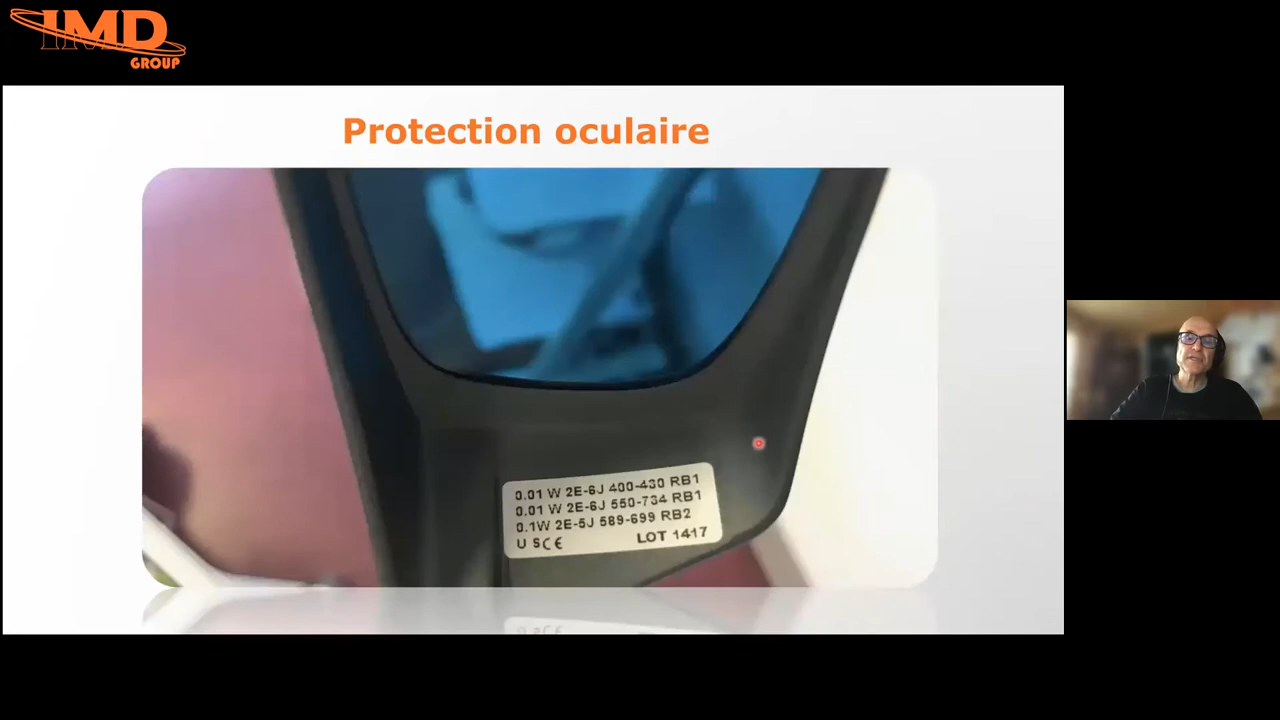 IMD
GROUP
Protection oculaire
0.01 W 2E-6J 400-430 RB1
0.01 W 2E-6J 550-734 RB1
0.1W 2E-5J 589-699 RB2
U S CE LOT 1417